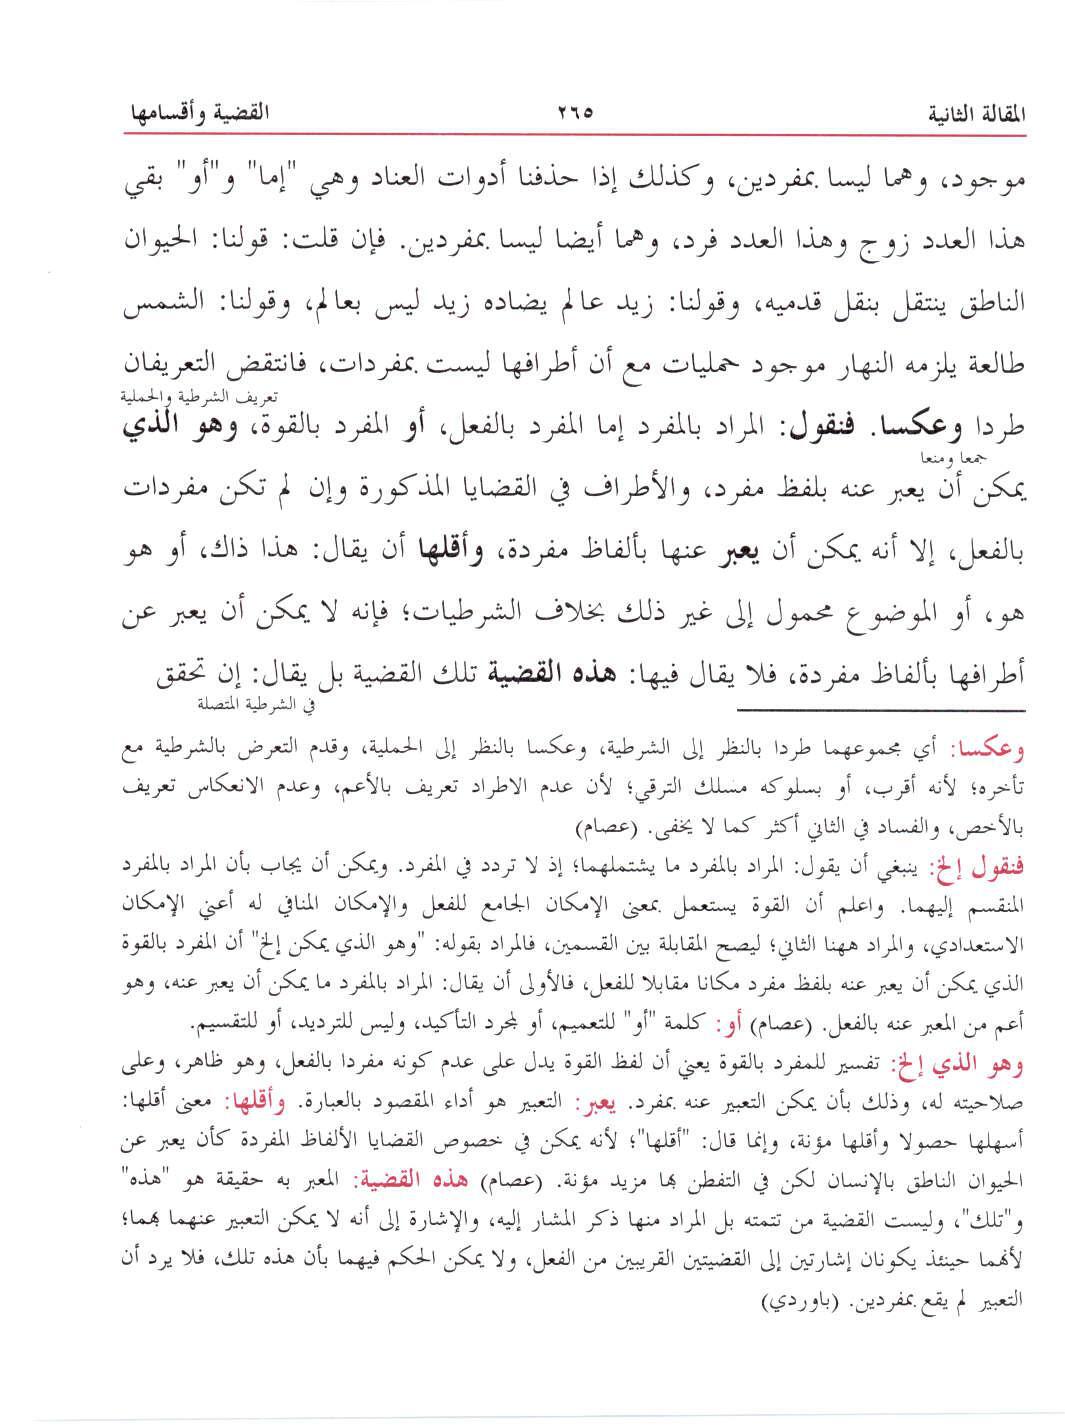 المقالة الثانية ٢٦٥ القضية وأقسامها
موجود، وهما ليسا بمفردين، وكذلك إذا حذفنا أدوات العناد وهي "إما" و"أو" بقي
هذا العدد زوج وهذا العدد فرد، وهما أيضا ليسا بمفردين. فإن قلت: قولنا: الحيوان
الناطق ينتقل بنقل قدميه، وقولنا: زيد عالم يضاده زيد ليس بعالم، وقولنا: الشمس
طالعة يلزمه النهار موجود حمليات مع أن أطرافها ليست بمفردات، فانتقض التعريفان
تعريف الشرطية والحملية
طردا وعكسا. فنقول: المراد بالمفرد إما المفرد بالفعل، أو المفرد بالقوة، وهو الذي
جمعا ومنعا
يمكن أن يعبر عنه بلفظ مفرد، والأطراف في القضايا المذكورة وإن لم تكن مفردات
بالفعل، إلا أنه يمكن أن يعبر عنها بألفاظ مفردة، وأقلها أن يقال: هذا ذاك، أو هو
هو، أو الموضوع محمول إلى غير ذلك بخلاف الشرطيات؛ فإنه لا يمكن أن يعبر عن
أطرافها بألفاظ مفردة، فلا يقال فيها: هذه القضية تلك القضية بل يقال: إن تحقق
في الشرطية المتصلة
وعكسا: أي مجموعهما طردا بالنظر إلى الشرطية، وعكسا بالنظر إلى الحملية، وقدم التعرض بالشرطية مع
تأخره؛ لأنه أقرب، أو بسلوكه مسلك الترقي؛ لأن عدم الاطراد تعريف بالأعم، وعدم الانعكاس تعريف
بالأخص، والفساد في الثاني أكثر كما لا يخفى. (عصام)
فنقول إلخ: ينبغي أن يقول: المراد بالمفرد ما يشتملهما؛ إذ لا تردد في المفرد. ويمكن أن يجاب بأن المراد بالمفرد
المنقسم إليهما. واعلم أن القوة يستعمل بمعنى الإمكان الجامع للفعل والإمكان المنافي له أعني الإمكان
الاستعدادي، والمراد ههنا الثاني؛ ليصح المقابلة بين القسمين، فالمراد بقوله: "وهو الذي يمكن إلخ" أن المفرد بالقوة
الذي يمكن أن يعبر عنه بلفظ مفرد مكانا مقابلا للفعل، فالأولى أن يقال: المراد بالمفرد ما يمكن أن يعبر عنه، وهو
أعم من المعبر عنه بالفعل. (عصام) أو: كلمة "أو" للتعميم، أو لمجرد التأكيد، وليس للترديد، أو للتقسيم.
وهو الذي إلخ: تفسير للمفرد بالقوة يعني أن لفظ القوة يدل على عدم كونه مفردا بالفعل، وهو ظاهر، وعلى
صلاحيته له، وذلك بأن يمكن التعبير عنه بمفرد. يعبر: التعبير هو أداء المقصود بالعبارة. وأقلها: معنى أقلها:
أسهلها حصولا وأقلها مؤنة، وإنما قال: "أقلها"؛ لأنه يمكن في خصوص القضايا الألفاظ المفردة كأن يعبر عن
الحيوان الناطق بالإنسان لكن في التفطن بها مزيد مؤنة. (عصام) هذه القضية: المعبر به حقيقة هو "هذه"
و"تلك"، وليست القضية من تتمته بل المراد منها ذكر المشار إليه، والإشارة إلى أنه لا يمكن التعبير عنهما بهما؛
لأنهما حينئذ يكونان إشارتين إلى القضيتين القريبين من الفعل، ولا يمكن الحكم فيهما بأن هذه تلك، فلا يرد أن
التعبير لم يقع بمفردين. (باوردي)